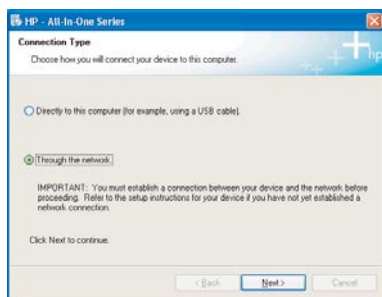 HP - All-In-One Series
Connection Type
Choose how you will connect your device to this computer.
hp
Directly to this computer (for example, using a USB cable).
Through the network.
IMPORTANT: You must establish a connection between your device and the network before
proceeding. Refer to the setup instructions for your device if you have not yet established a
network connection.
Click Next to continue.
< Back Next > Cancel